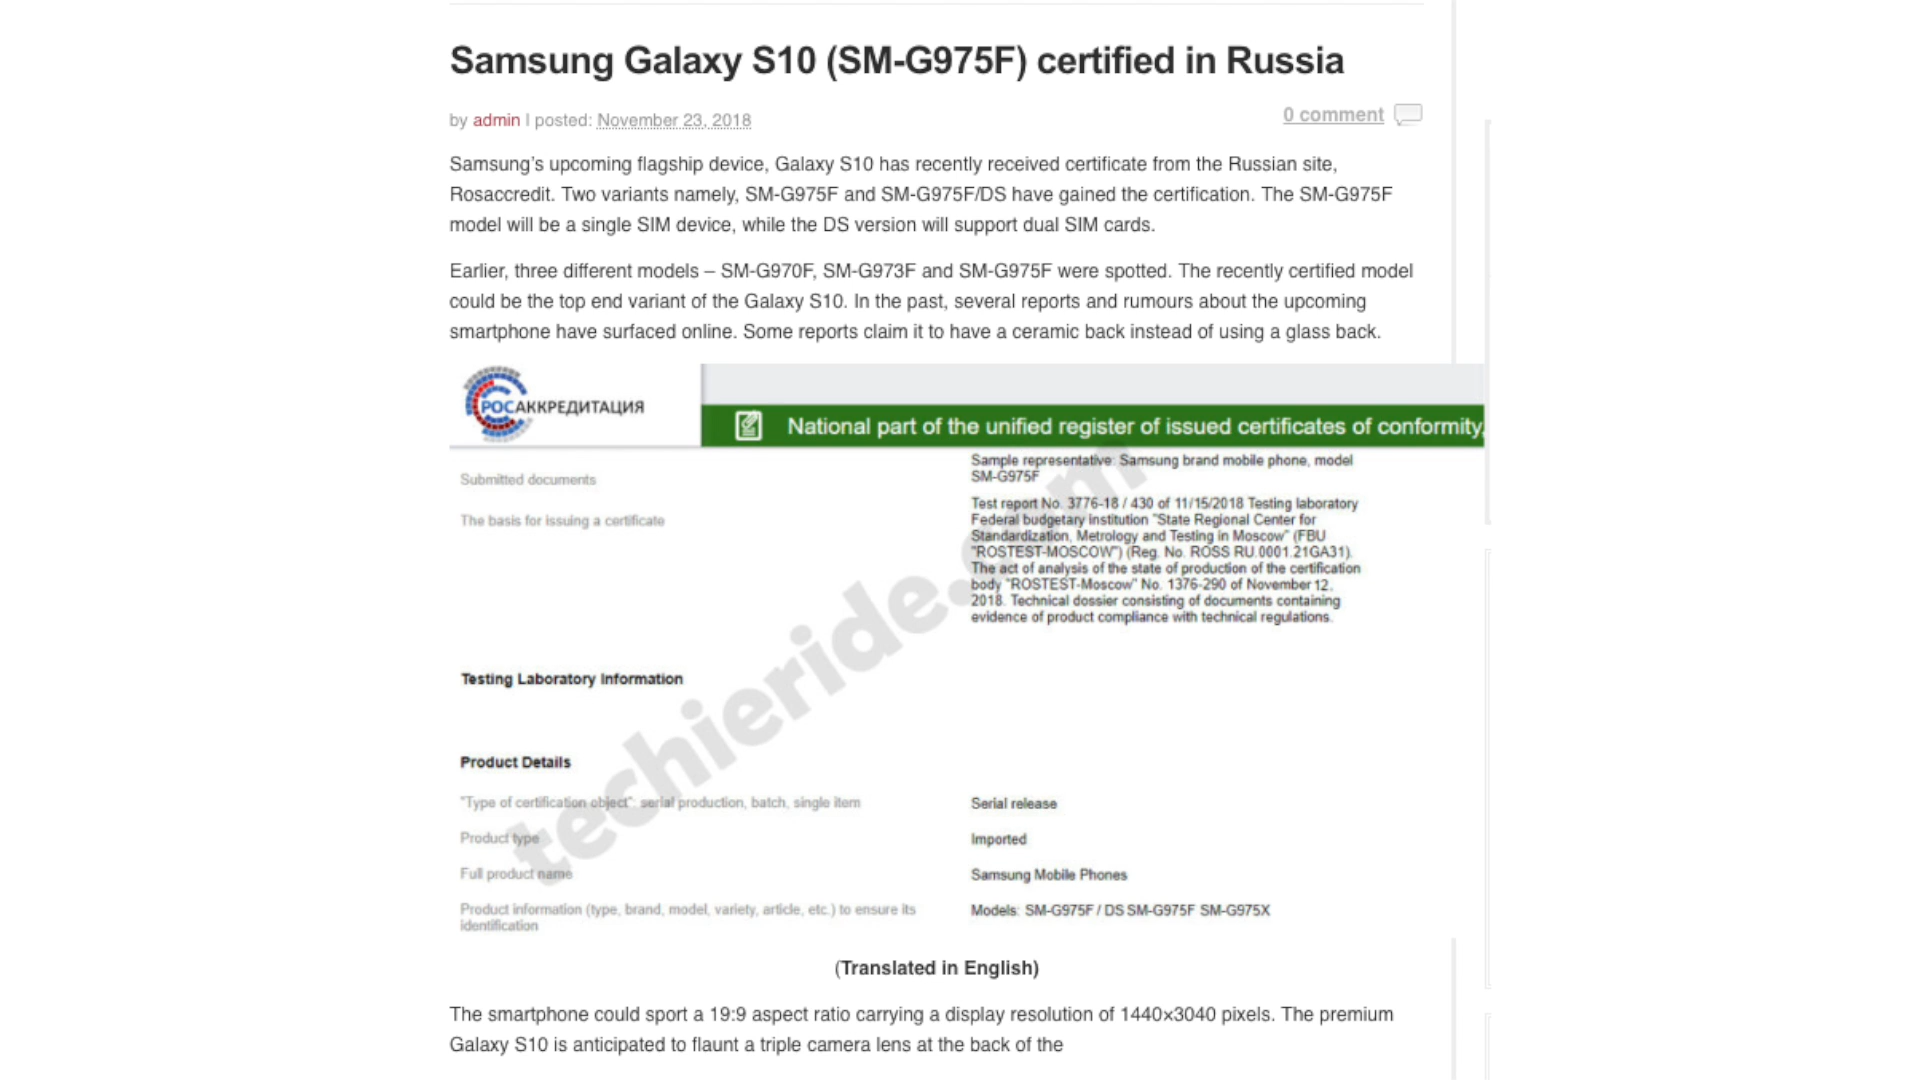 Samsung Galaxy S10 (SM-G975F) certified in Russia
by admin | posted: November 23, 2018
0 comment
Samsung’s upcoming flagship device, Galaxy S10 has recently received certificate from the Russian site,
Rosaccredit. Two variants namely, SM-G975F and SM-G975F/DS have gained the certification. The SM-G975F
model will be a single SIM device, while the DS version will support dual SIM cards.
Earlier, three different models – SM-G970F, SM-G973F and SM-G975F were spotted. The recently certified model
could be the top end variant of the Galaxy S10. In the past, several reports and rumours about the upcoming
smartphone have surfaced online. Some reports claim it to have a ceramic back instead of using a glass back.
РОСАККРЕДИТАЦИЯ
National part of the unified register of issued certificates of conformity,
Submitted documents
Sample representative: Samsung brand mobile phone, model
SM-G975F
The basis for issuing a certificate
Test report No. 3776-18 / 430 of 11/15/2018 Testing laboratory
Federal budgetary institution "State Regional Center for
Standardization, Metrology and Testing in Moscow" (FBU
"ROSTEST-MOSCOW") (Reg. No. ROSS RU.0001.21GA31).
The act of analysis of the state of production of the certification
body "ROSTEST-Moscow" No. 1376-290 of November 12,
2018. Technical dossier consisting of documents containing
evidence of product compliance with technical regulations.
techieride.com
Testing Laboratory Information
Product Details
"Type of certification object": serial production, batch, single item
Serial release
Product type
Imported
Full product name
Samsung Mobile Phones
Product information (type, brand, model, variety, article, etc.) to ensure its
identification
Models: SM-G975F / DS SM-G975F SM-G975X
(Translated in English)
The smartphone could sport a 19:9 aspect ratio carrying a display resolution of 1440×3040 pixels. The premium
Galaxy S10 is anticipated to flaunt a triple camera lens at the back of the